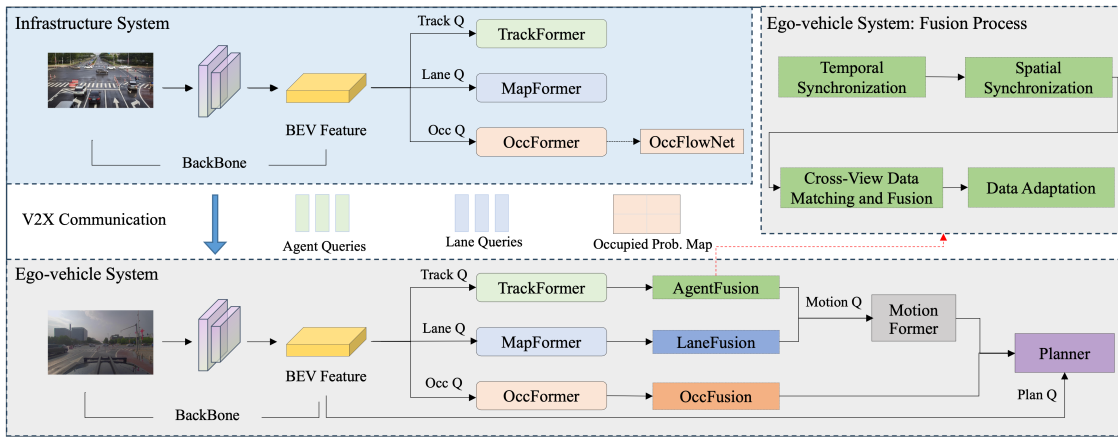 Infrastructure System
Track Q
TrackFormer
Lane Q
MapFormer
BEV Feature
Occ Q
OccFormer
OccFlowNet
BackBone
Ego-vehicle System: Fusion Process
Temporal
Synchronization
Spatial
Synchronization
Cross-View Data
Matching and Fusion
Data Adaptation
V2X Communication
Agent Queries
Lane Queries
Occupied Prob. Map
Ego-vehicle System
Track Q
TrackFormer
AgentFusion
Motion Q
Motion
Former
Lane Q
MapFormer
LaneFusion
Planner
BEV Feature
Occ Q
OccFormer
OccFusion
Plan Q
BackBone